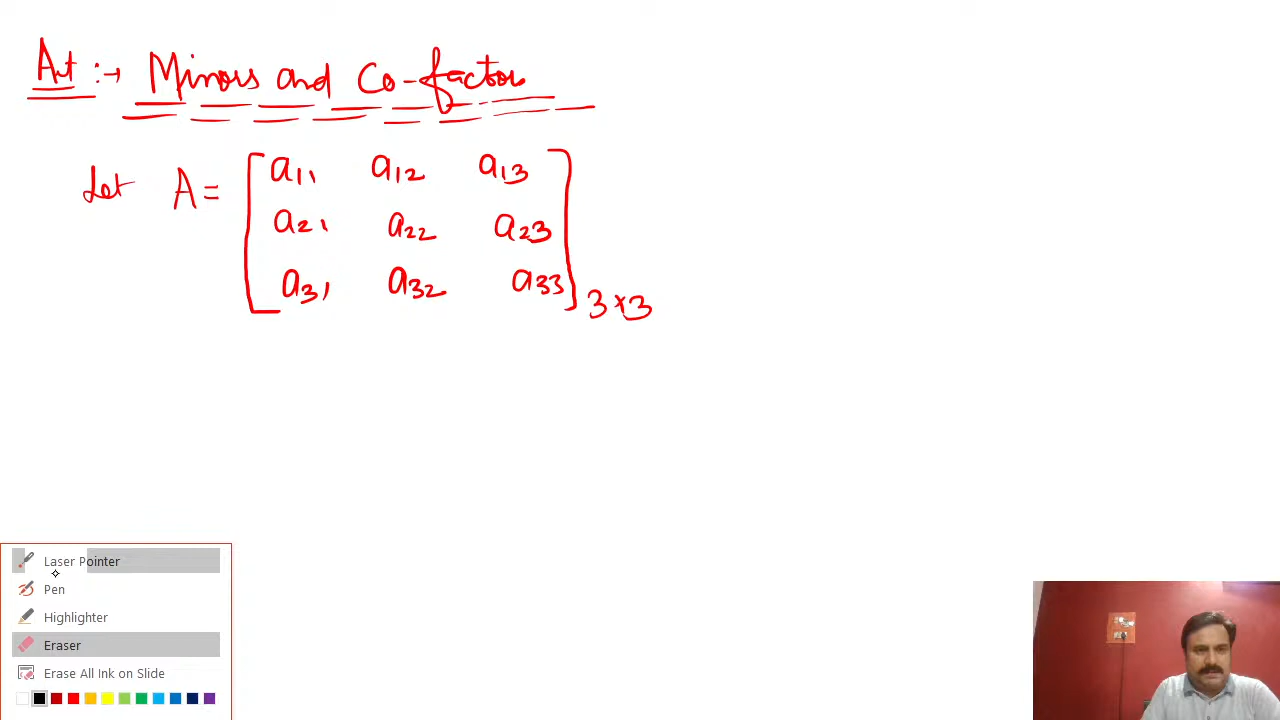 Art :→ Minors and Co-factors
Let A = [ a11 a12 a13
a21 a22 a23
a31 a32 a33 ] 3×3
Laser Pointer
Pen
Highlighter
Eraser
Erase All Ink on Slide